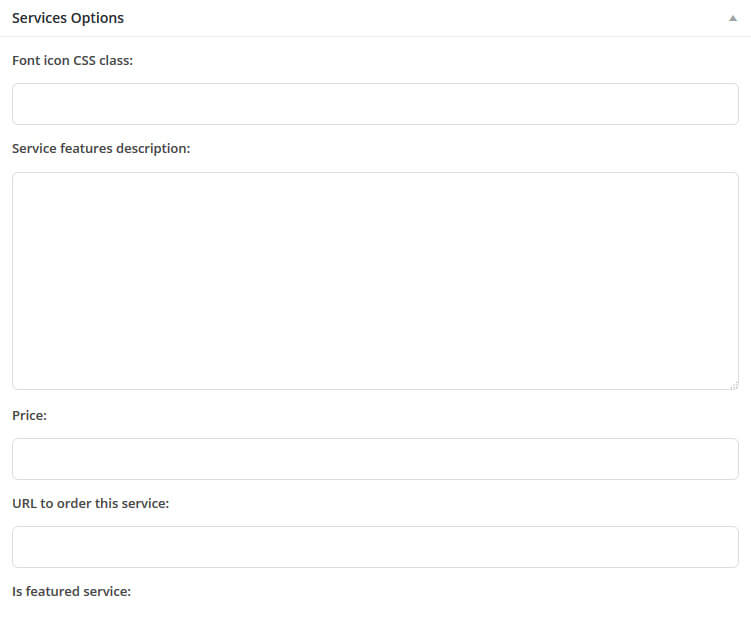 Services Options
Font icon CSS class:
Service features description:
Price:
URL to order this service:
Is featured service: